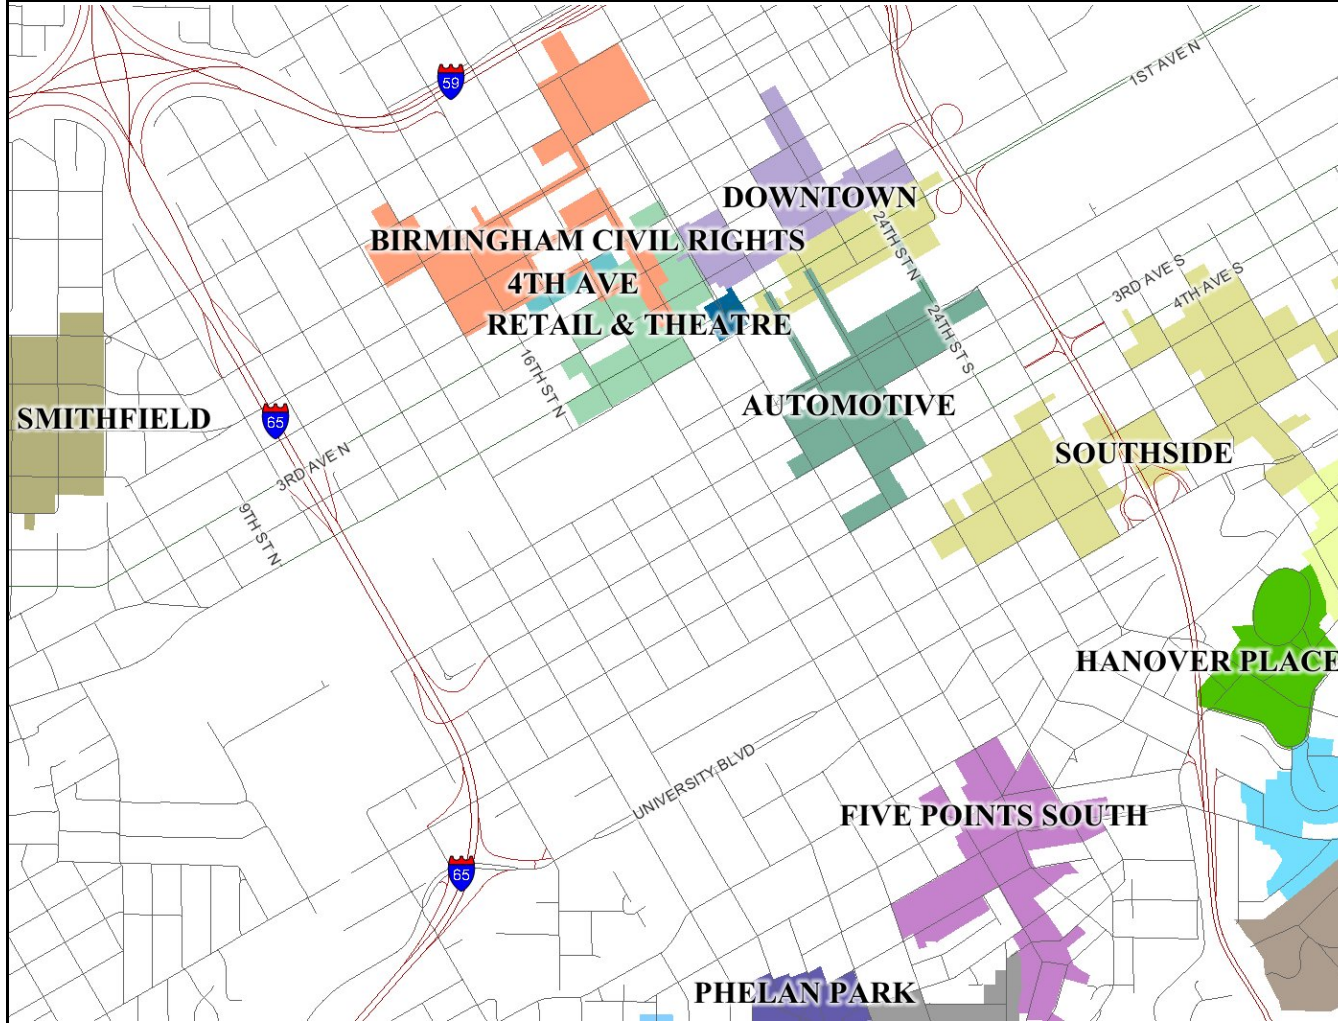 59
1ST AVE N
DOWNTOWN
24TH ST N
BIRMINGHAM CIVIL RIGHTS
4TH AVE
3RD AVE S
4TH AVE S
RETAIL & THEATRE
24TH ST S
16TH ST N
SMITHFIELD
65
AUTOMOTIVE
3RD AVE N
SOUTHSIDE
9TH ST N
HANOVER PLACE
UNIVERSITY BLVD
FIVE POINTS SOUTH
65
PHELAN PARK